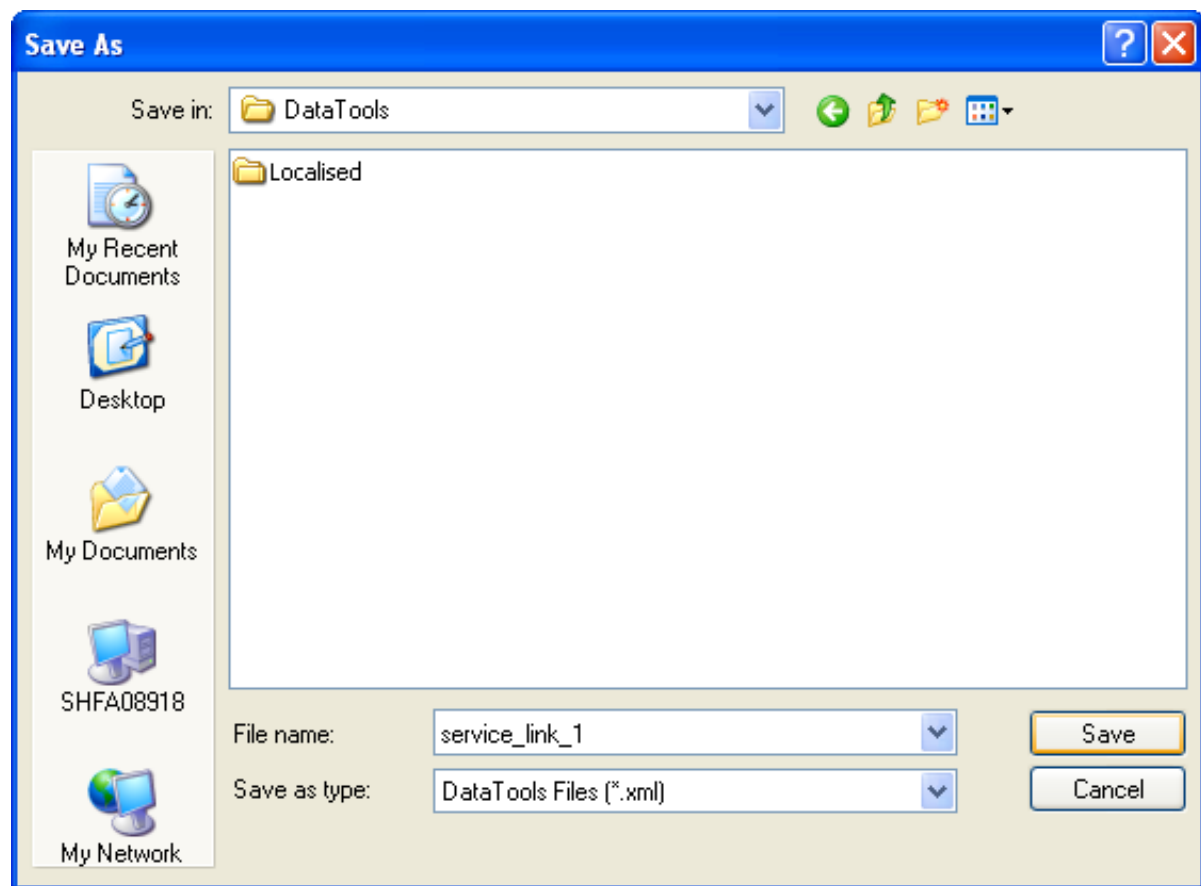 Save As
Save in:
DataTools
Localised
My Recent
Documents
Desktop
My Documents
SHFA08918
My Network
File name:
service_link_1
Save
Save as type:
DataTools Files (*.xml)
Cancel